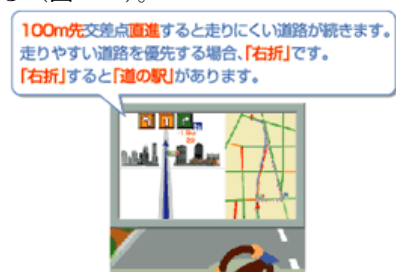 100m先交差点直進すると走りにくい道路が続きます。
走りやすい道路を優先する場合、「右折」です。
「右折」すると「道の駅」があります。